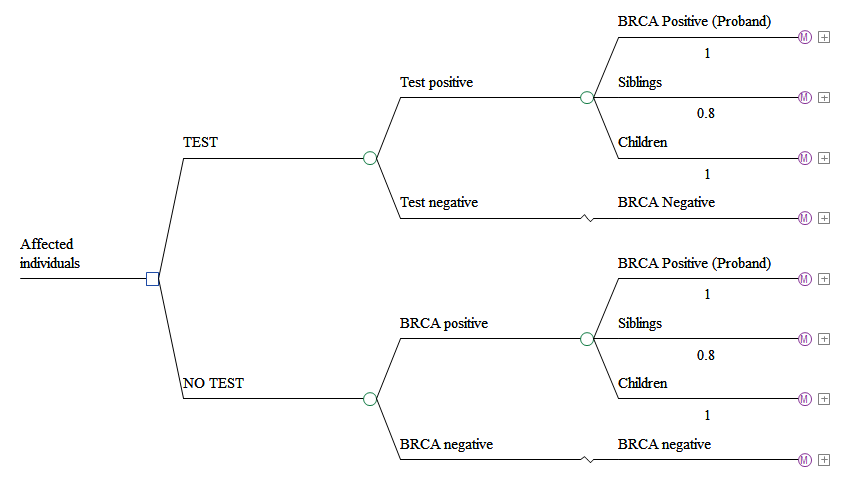 BRCA Positive (Proband)
M
1
Test positive
Siblings
M
0.8
TEST
Children
M
1
Test negative
BRCA Negative
M
Affected
individuals
BRCA Positive (Proband)
M
1
BRCA positive
Siblings
M
0.8
NO TEST
Children
M
1
BRCA negative
BRCA negative
M